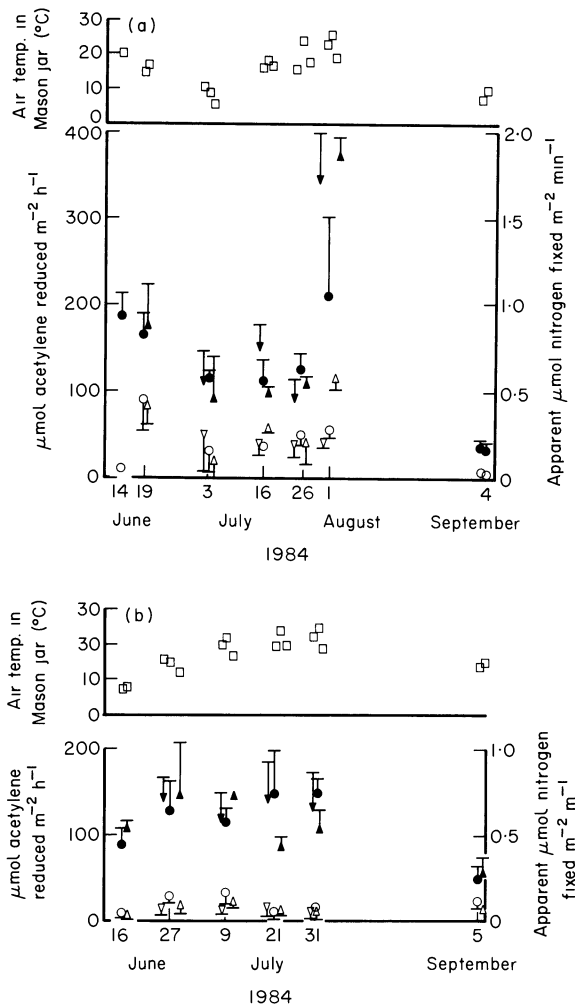 (a)
Air temp. in
Mason jar (°C)
30
20
10
0
μmol acetylene reduced m−2 h−1
400
300
200
100
0
Apparent μmol nitrogen fixed m−2 min−1
2·0
1·5
1·0
0·5
0
14 19 3 16 26 1 4
June July August September
1984
(b)
Air temp. in
Mason jar (°C)
30
30
10
0
μmol acetylene
reduced m−2 h−1
200
100
0
Apparent μmol nitrogen
fixed m−2 m−1
1·0
0·5
0
16 27 9 21 31 5
June July September
1984